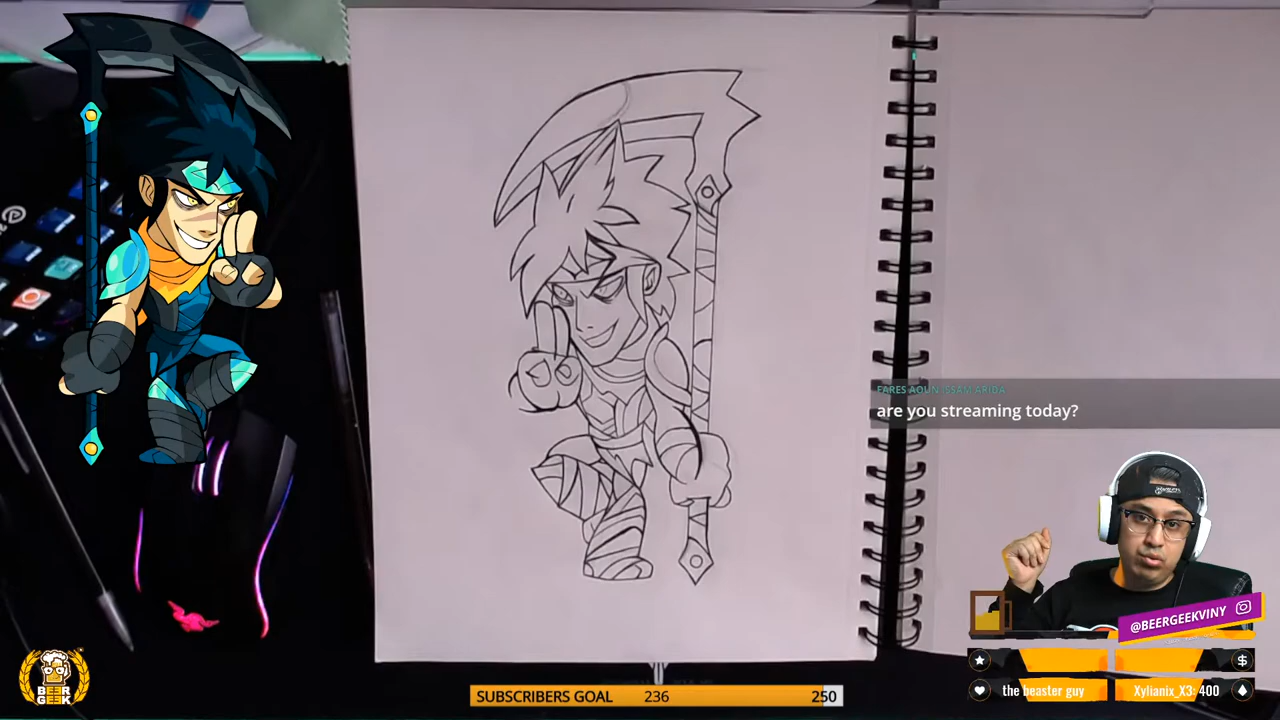 FARES AOUN ISSAM ARIDA
are you streaming today?
@BEERGEEKVINY
the beaster guy
Xylianix_X3: 400
BEER
GEEK
SUBSCRIBERS GOAL 236 250